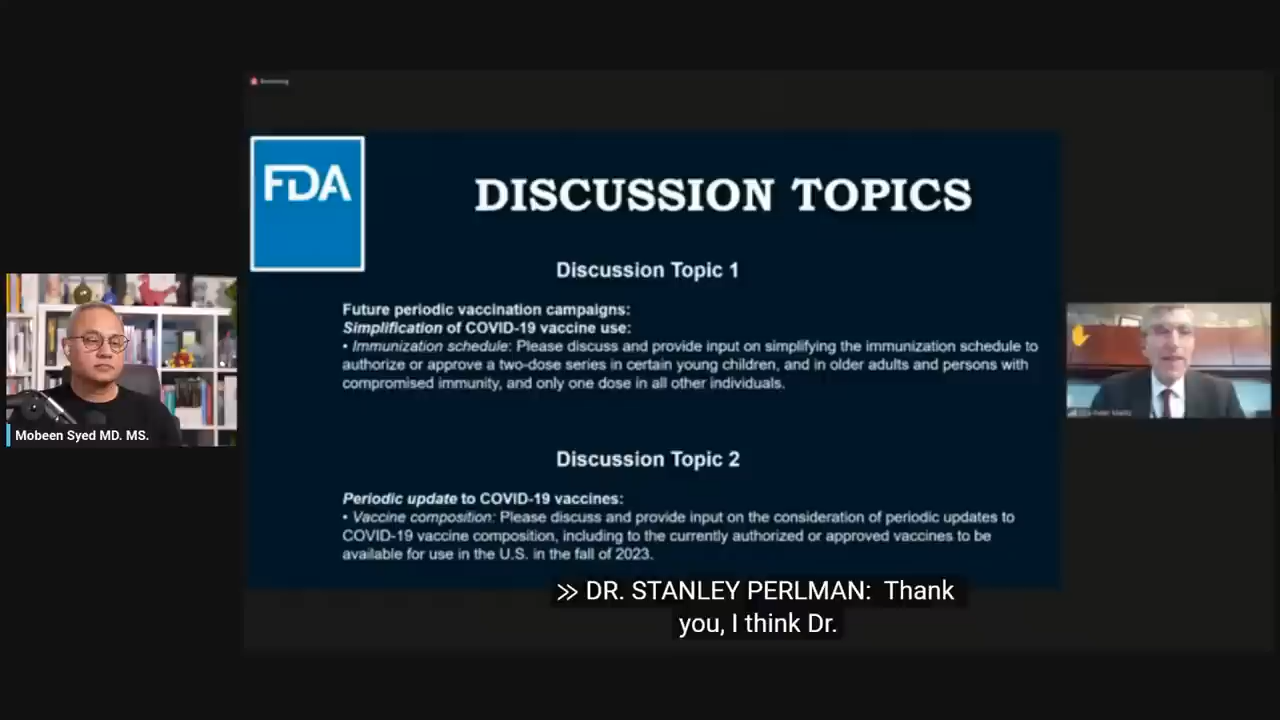 FDA
DISCUSSION TOPICS
Discussion Topic 1
Future periodic vaccination campaigns:
Simplification of COVID-19 vaccine use:
• Immunization schedule: Please discuss and provide input on simplifying the immunization schedule to
authorize or approve a two-dose series in certain young children, and in older adults and persons with
compromised immunity, and only one dose in all other individuals.
Mobeen Syed MD. MS.
Discussion Topic 2
Periodic update to COVID-19 vaccines:
• Vaccine composition: Please discuss and provide input on the consideration of periodic updates to
COVID-19 vaccine composition, including to the currently authorized or approved vaccines to be
available for use in the U.S. in the fall of 2023.
>> DR. STANLEY PERLMAN: Thank
you, I think Dr.